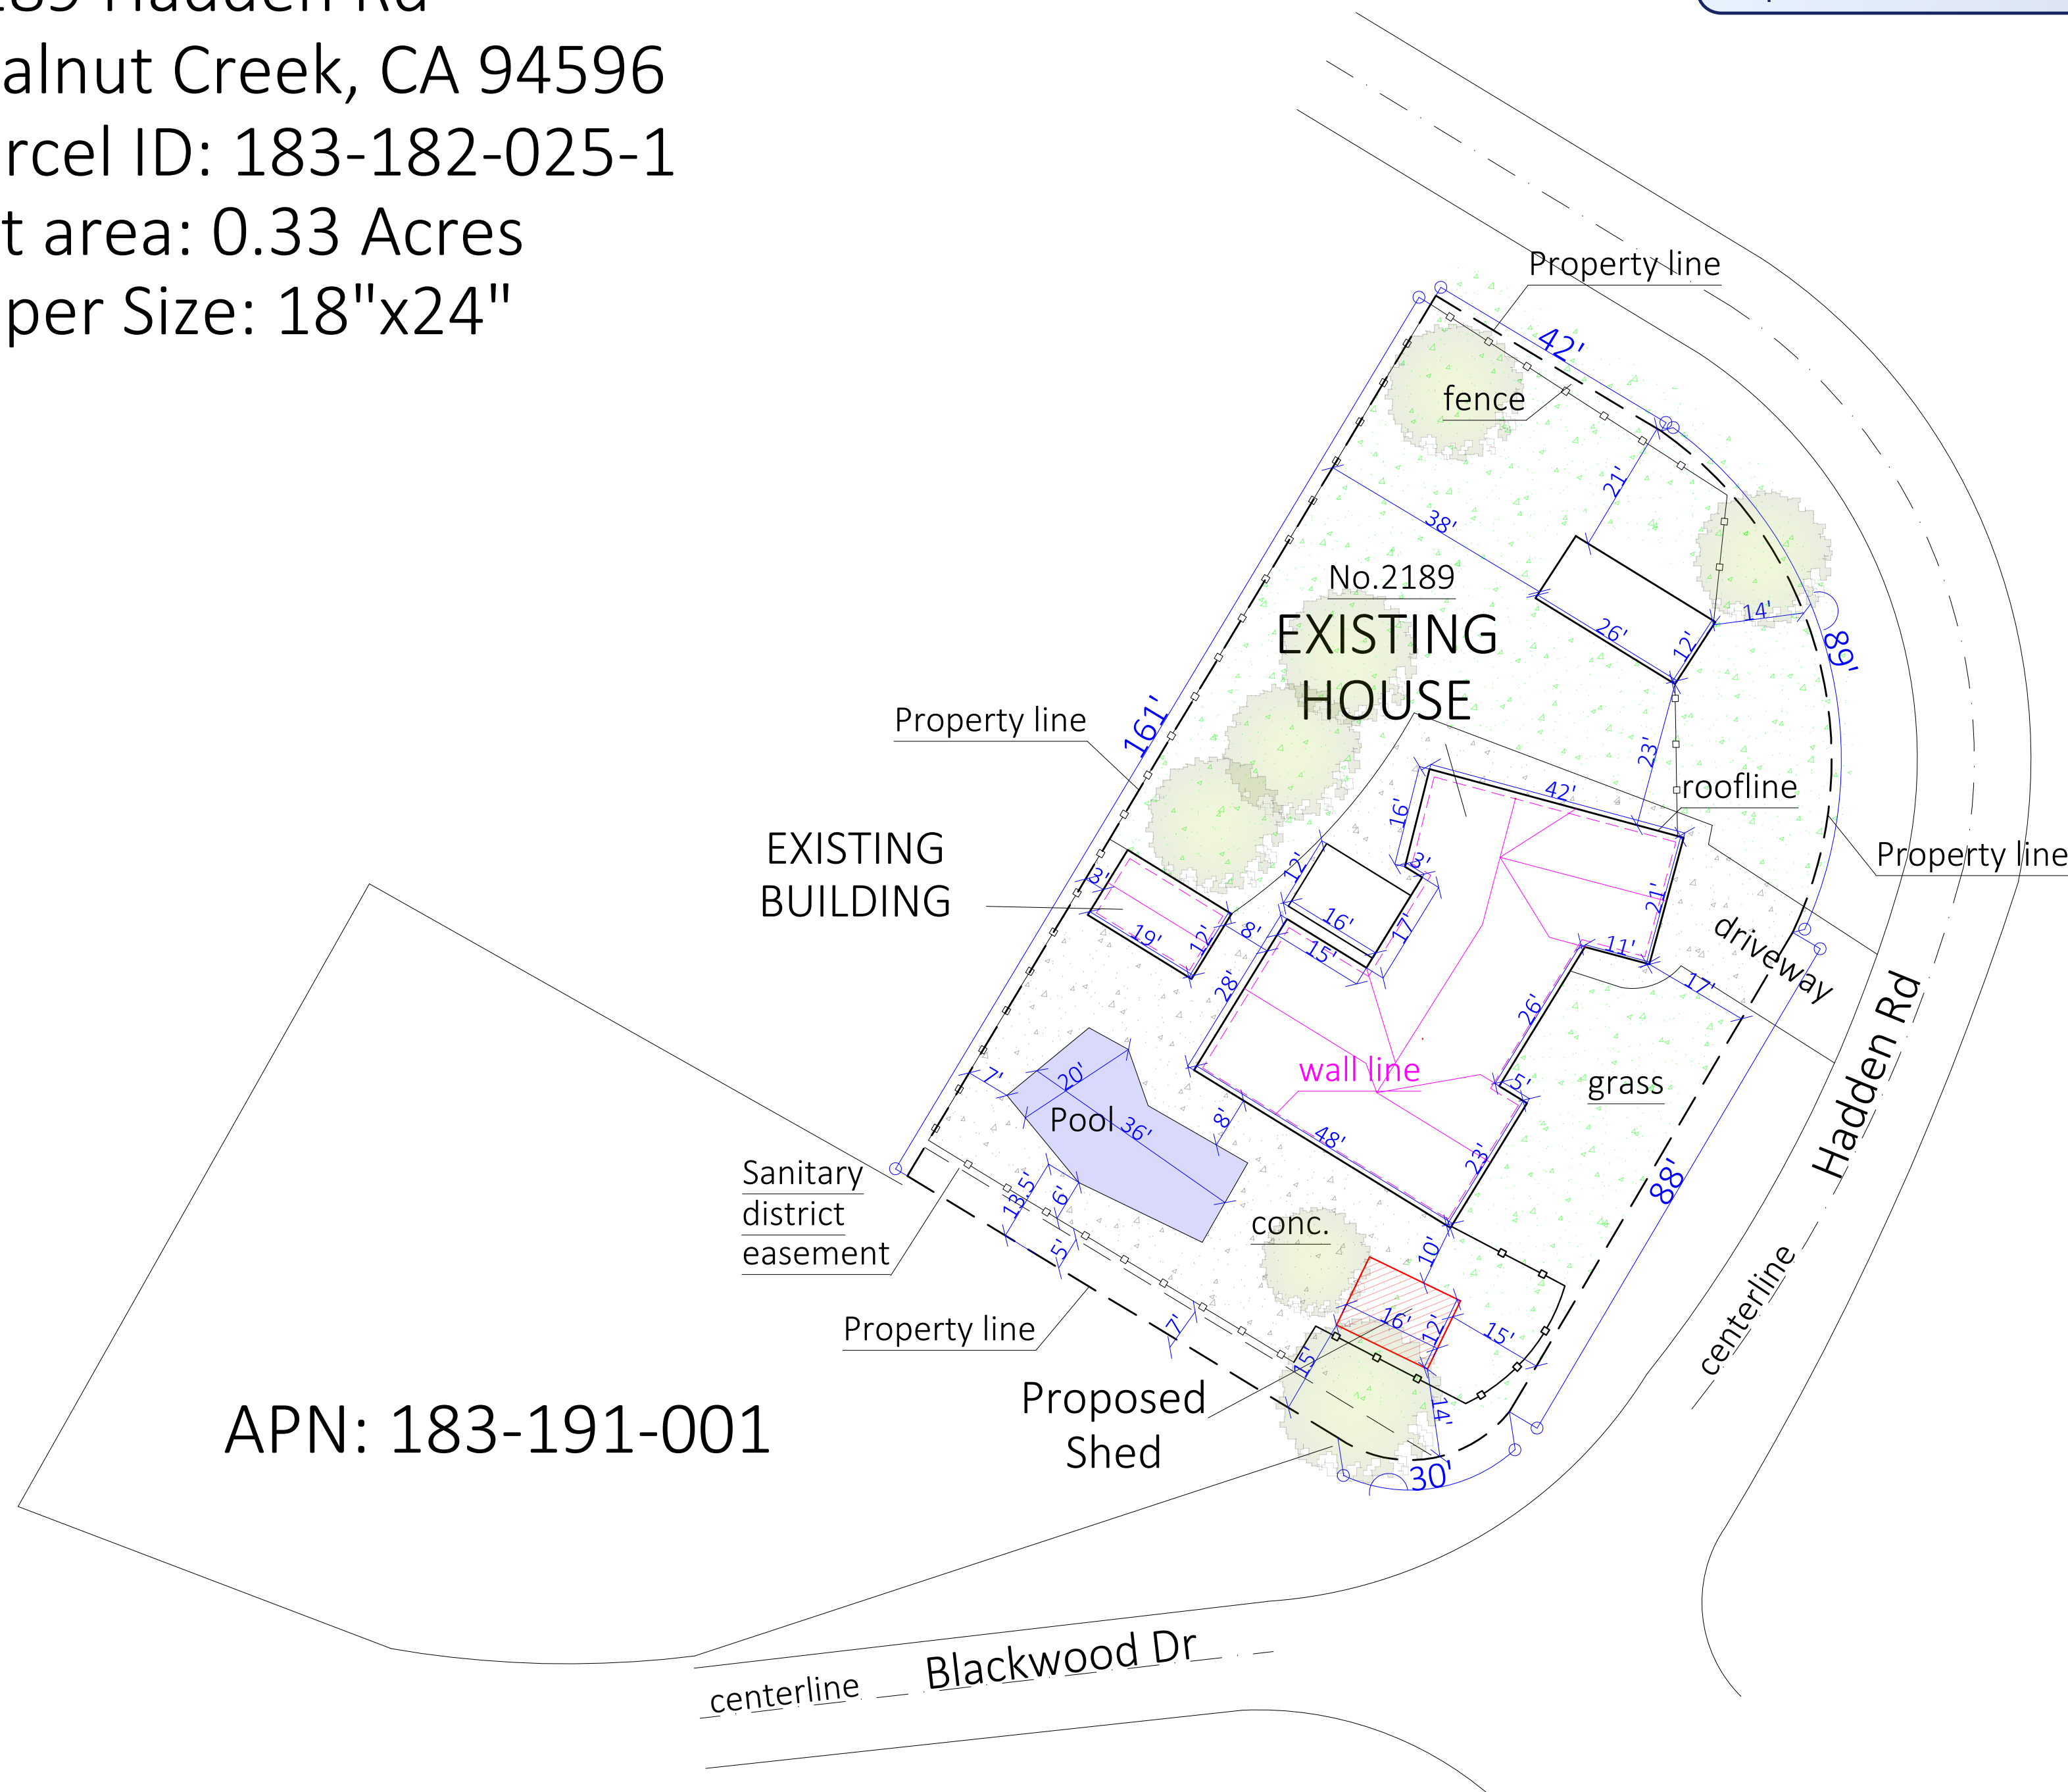 Hadden Rd
alnut Creek, CA 94596
rcel ID: 183-182-025-1
t area: 0.33 Acres
per Size: 18"x24"
Property line
42'
fence
21'
38'
No.2189
EXISTING
HOUSE
26'
12'
14'
89'
Property line
161'
23'
roofline
42'
16'
EXISTING
BUILDING
3'
19'
12'
8'
12'
16'
3'
17'
15'
28'
21'
11'
Property line
driveway
17'
26'
Hadden Rd
wall line
5'
grass
7'
20'
Pool
36'
8'
48'
23'
88'
Sanitary
district
easement
13.5'
6'
5'
conc.
10'
centerline
Property line
7'
16'
12'
15'
15'
14'
Proposed
Shed
30'
APN: 183-191-001
Blackwood Dr
centerline